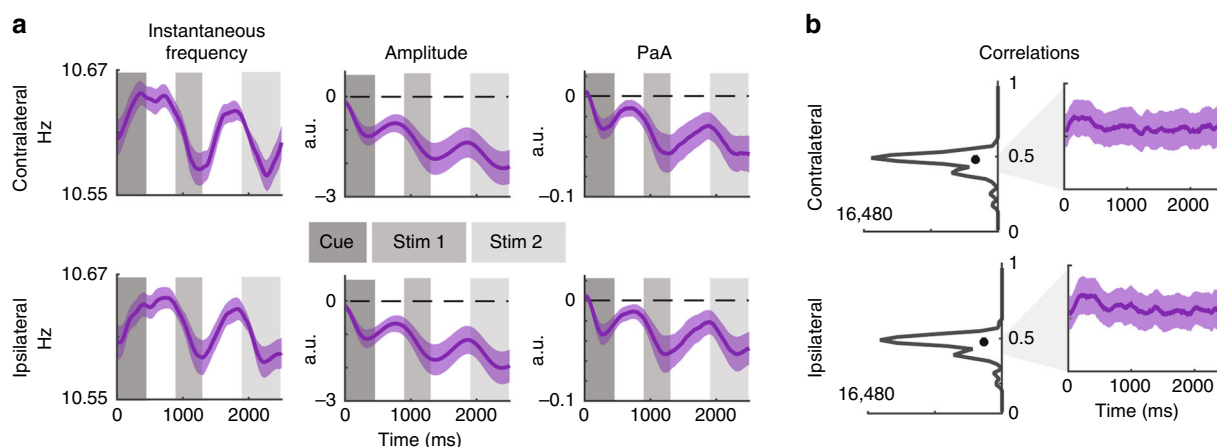 a
Instantaneous
frequency
Amplitude
PaA
Contralateral
Hz
10.67
10.55
a.u.
0
–3
a.u.
0
–0.1
Cue
Stim 1
Stim 2
Ipsilateral
Hz
10.67
10.55
0
1000
2000
a.u.
0
–3
0
1000
2000
a.u.
0
–0.1
0
1000
2000
Time (ms)
b
Correlations
Contralateral
16,480
1
0.5
0
0
1000
2000
Ipsilateral
16,480
1
0.5
0
0
1000
2000
Time (ms)